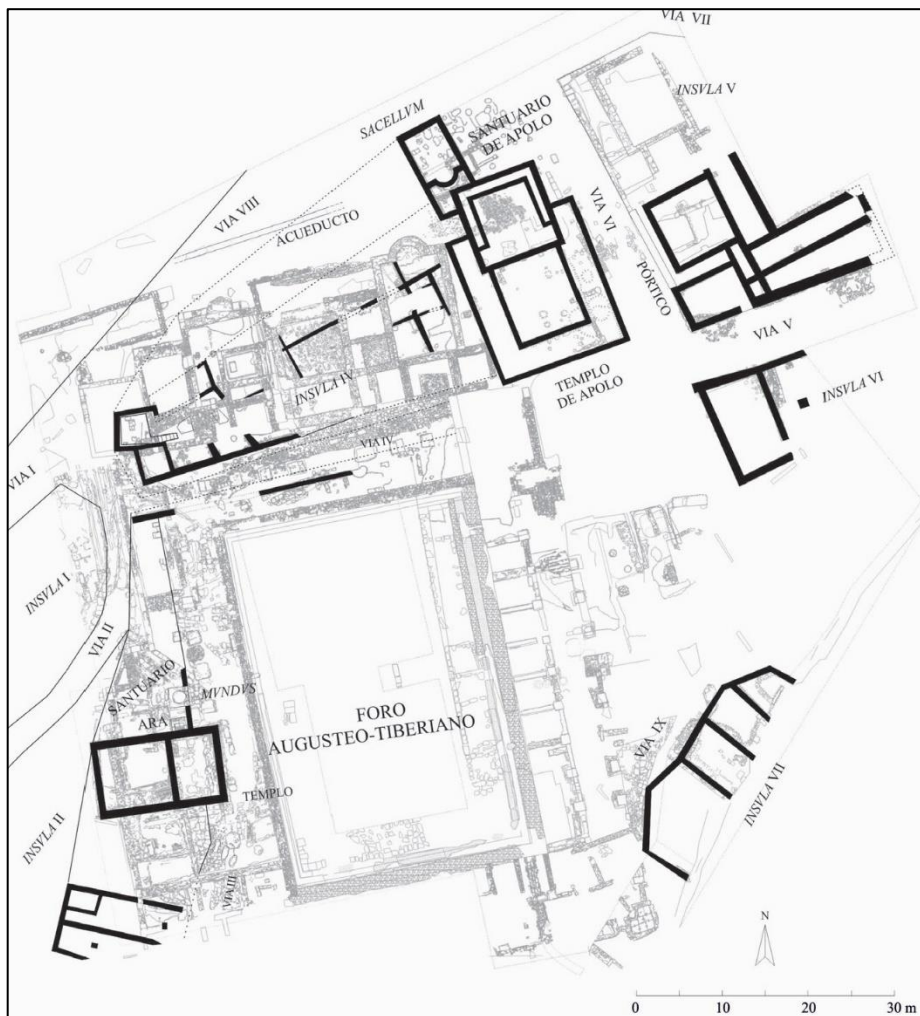 VIA VII
INSVLA V
SACELLVM
SANTUARIO
DE APOLO
VIA VIII
ACUEDUCTO
VIA VI
PÓRTICO
VIA V
TEMPLO
DE APOLO
INSVLA VI
INSVLA IV
VIA IV
VIA I
INSVLA I
VIA II
SANTUARIO
MVNDVS
ARA
FORO
AUGUSTEO-TIBERIANO
TEMPLO
VIA IX
INSVLA VII
INSVLA II
VIA III
N
0 10 20 30 m